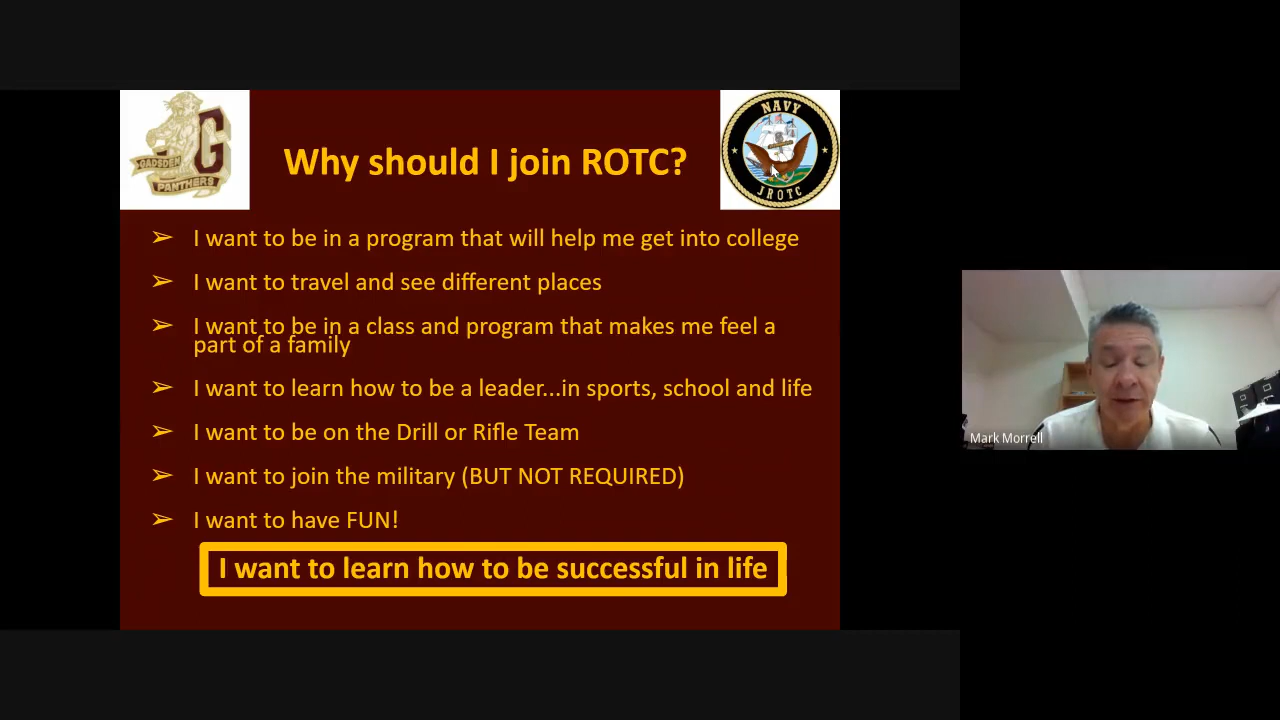 GADSDEN
G
PANTHERS
Why should I join ROTC?
NAVY
JROTC
➢ I want to be in a program that will help me get into college
➢ I want to travel and see different places
➢ I want to be in a class and program that makes me feel a
part of a family
➢ I want to learn how to be a leader...in sports, school and life
➢ I want to be on the Drill or Rifle Team
➢ I want to join the military (BUT NOT REQUIRED)
➢ I want to have FUN!
I want to learn how to be successful in life
Mark Morrell